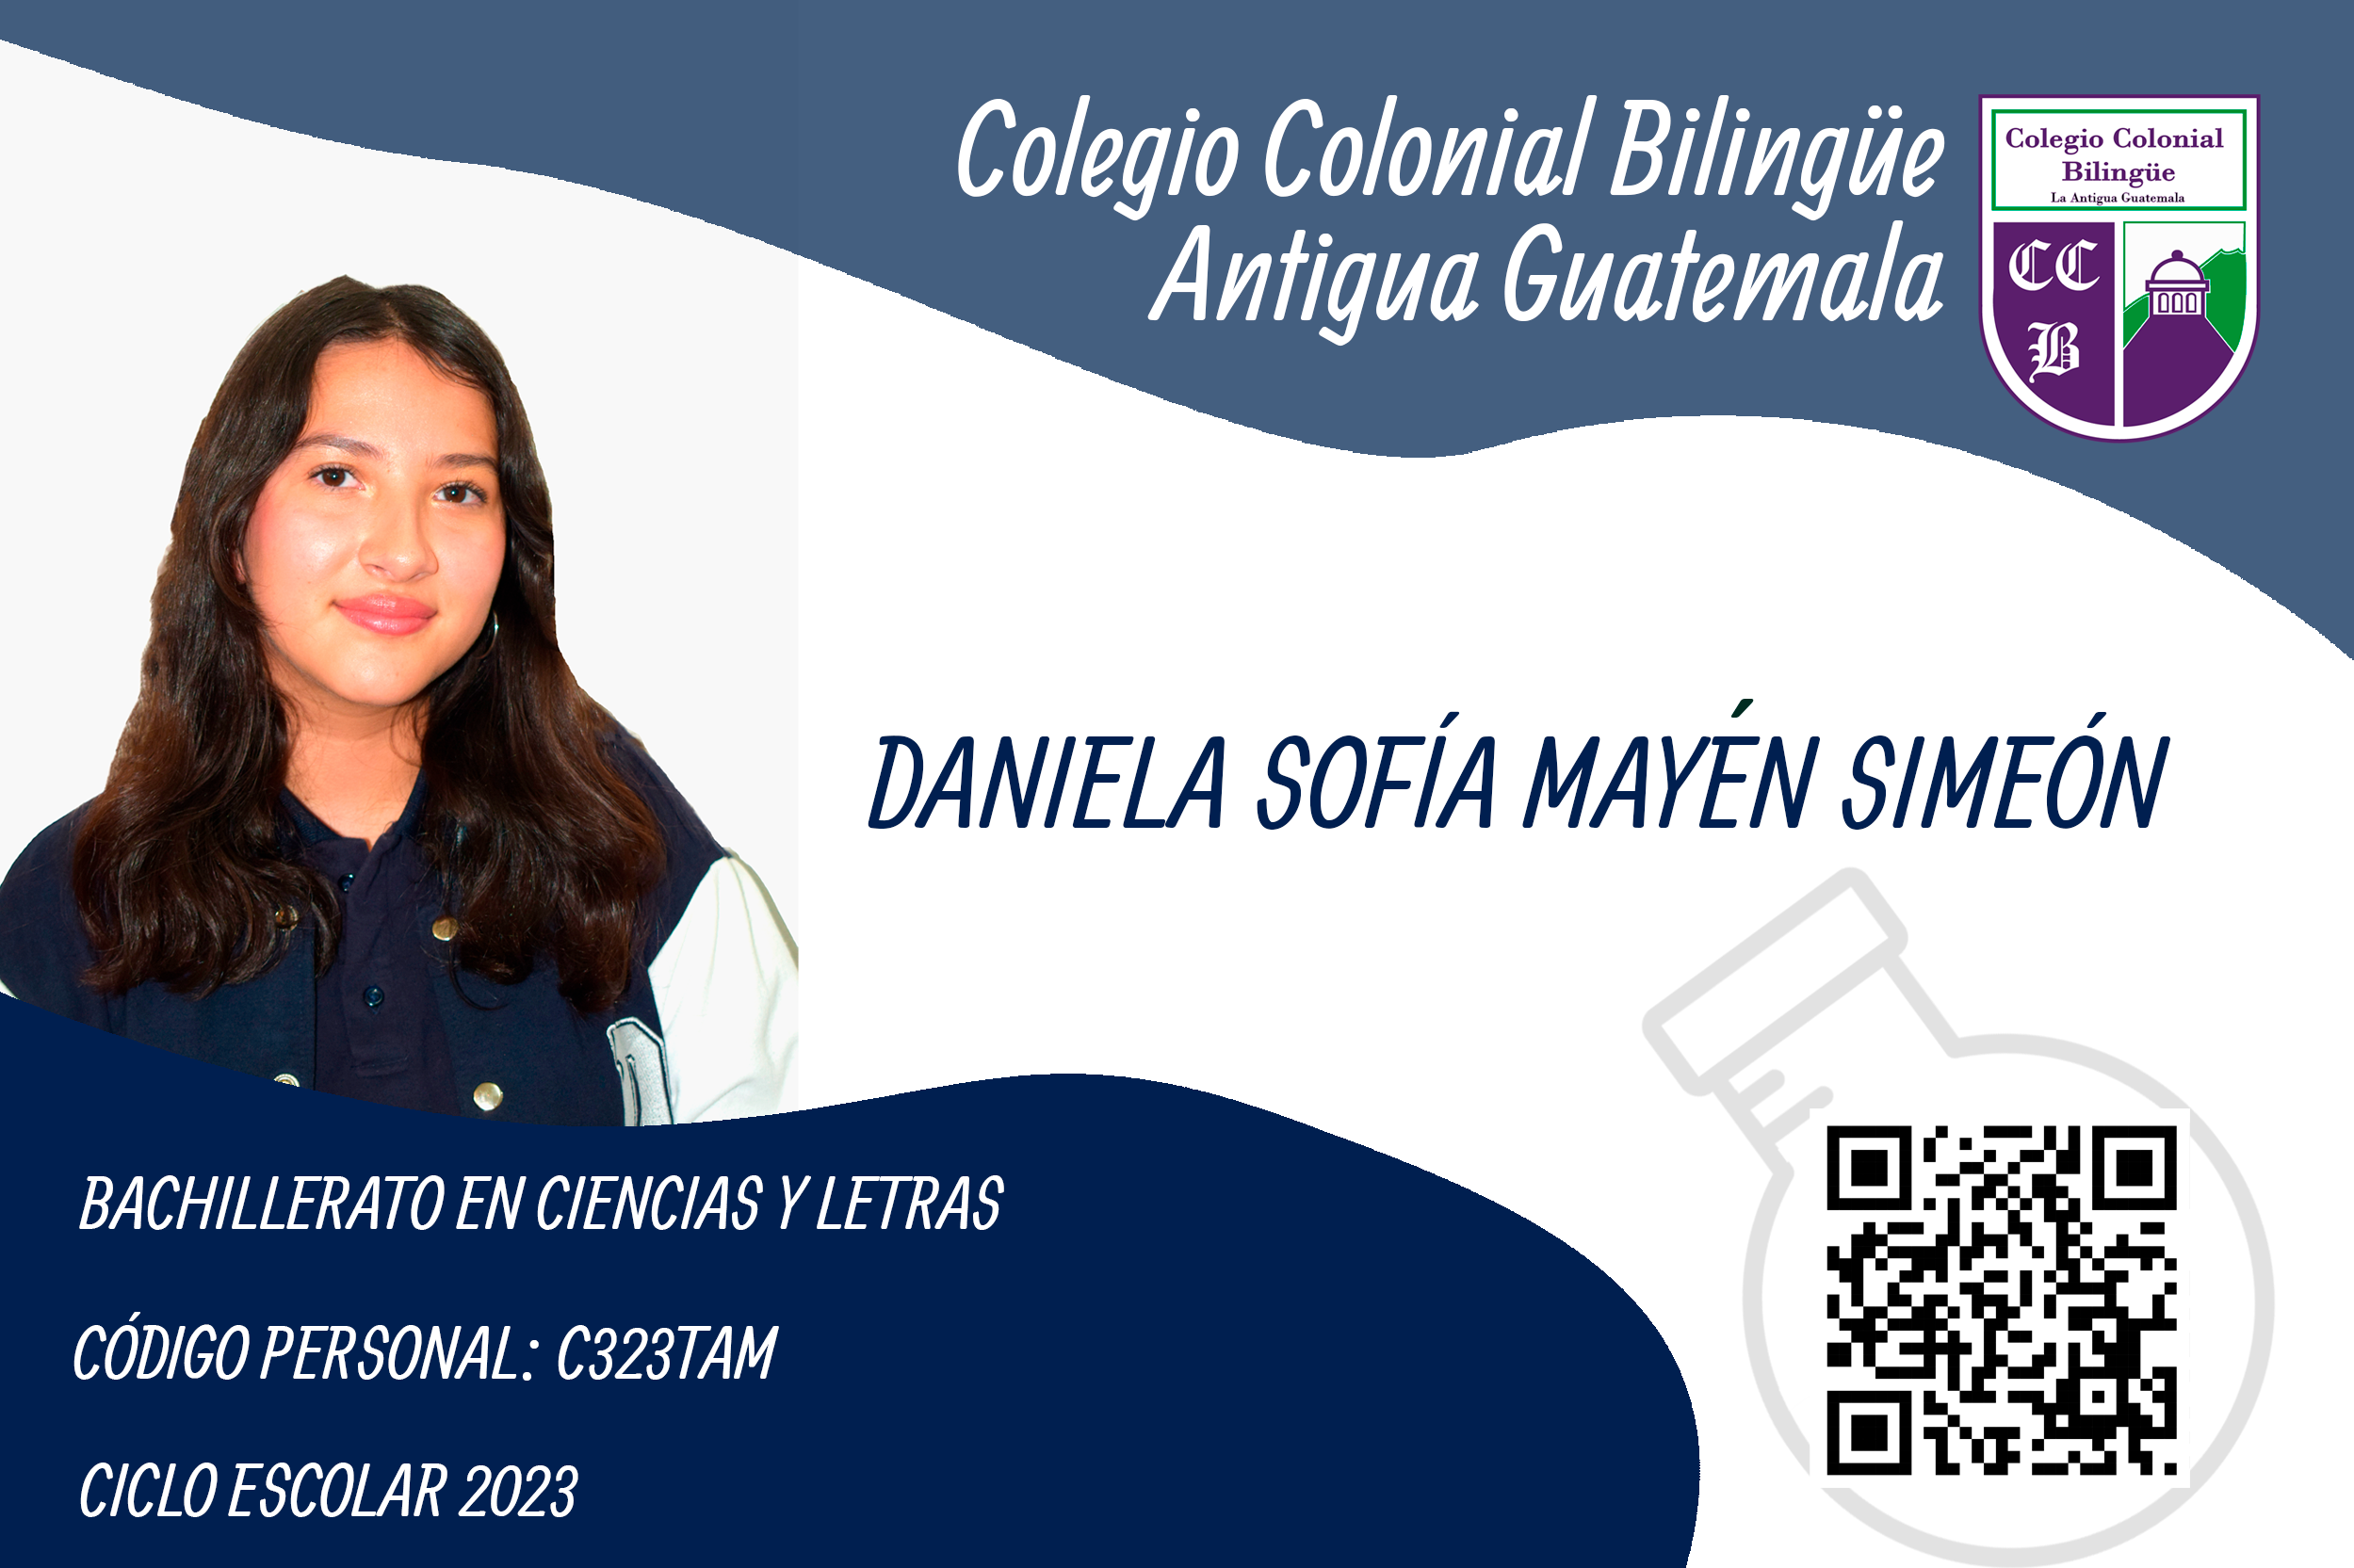 Colegio Colonial Bilingüe
Antigua Guatemala
Colegio Colonial
Bilingüe
La Antigua Guatemala
CC
B
DANIELA SOFÍA MAYÉN SIMEÓN
BACHILLERATO EN CIENCIAS Y LETRAS
CÓDIGO PERSONAL: C323TAM
CICLO ESCOLAR 2023